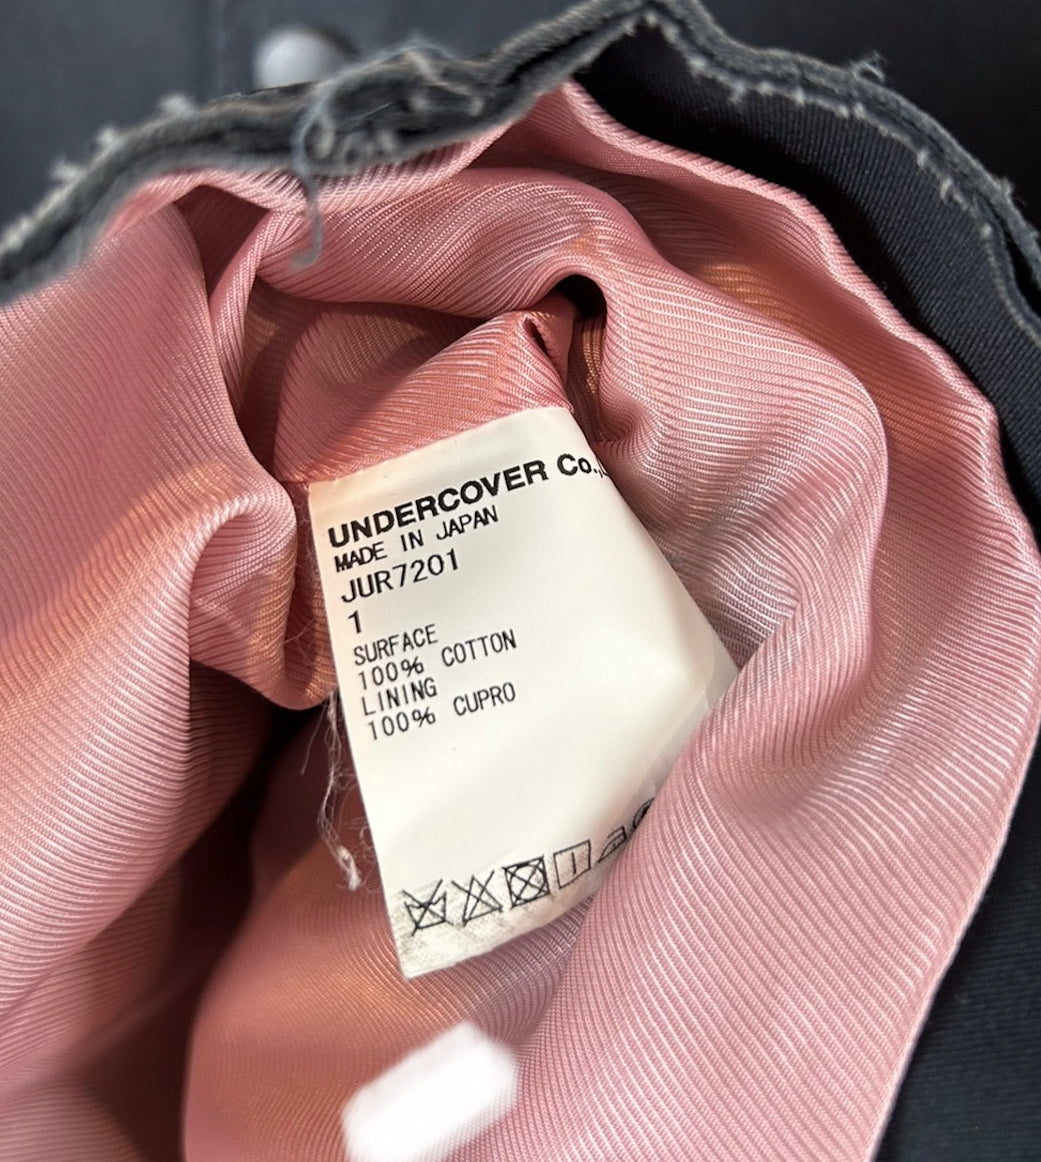 UNDERCOVER Co.,
MADE IN JAPAN
JUR7201
1
SURFACE
100% COTTON
LINING
100% CUPRO